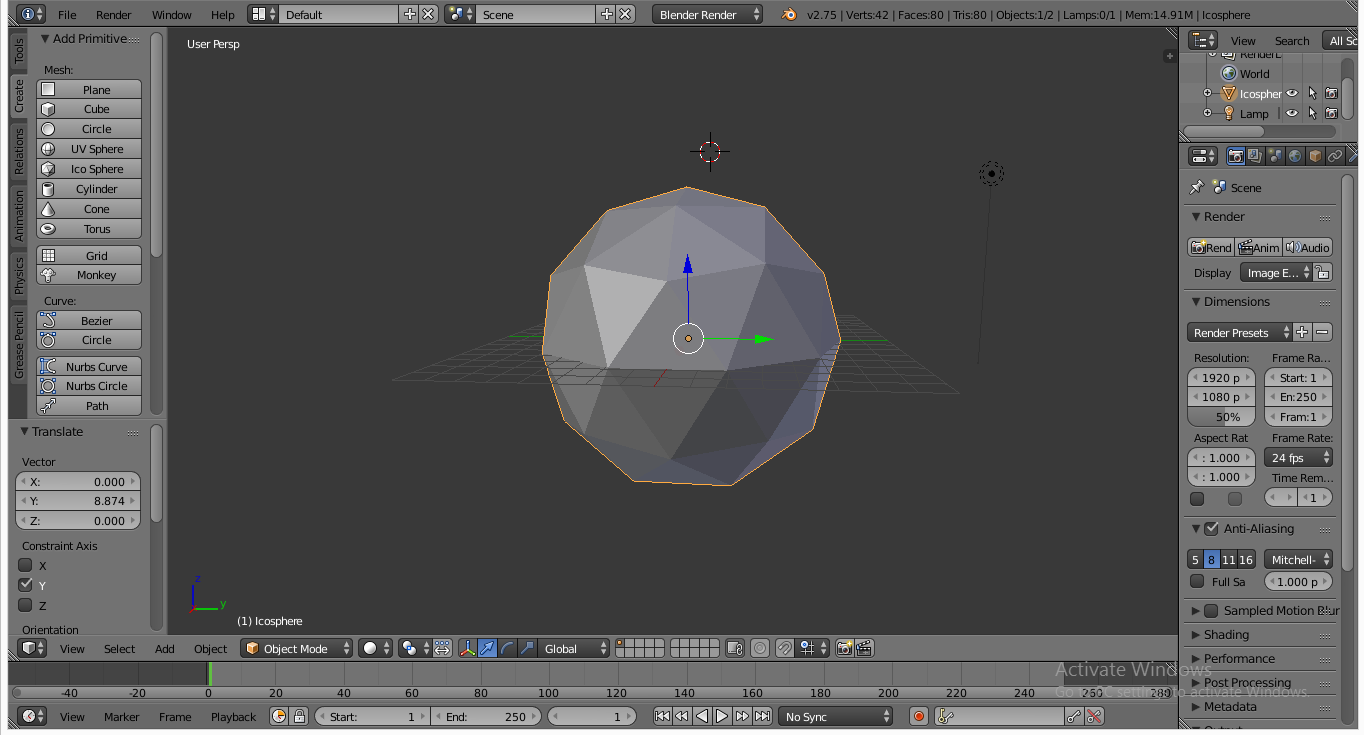 File Render Window Help Default Scene Blender Render v2.75 | Verts:42 | Faces:80 | Tris:80 | Objects:1/2 | Lamps:0/1 | Mem:14.91M | Icosphere
Tools
Create
Relations
Animation
Physics
Grease Pencil
Add Primitive
Mesh:
Plane
Cube
Circle
UV Sphere
Ico Sphere
Cylinder
Cone
Torus
Grid
Monkey
Curve:
Bezier
Circle
Nurbs Curve
Nurbs Circle
Path
Translate
Vector
X: 0.000
Y: 8.874
Z: 0.000
Constraint Axis
X
Y
Z
Orientation
User Persp
z
y
(1) Icosphere
View Select Add Object Object Mode Global
-40 -20 0 20 40 60 80 100 120 140 160 180 200 220 240 260 280
View Marker Frame Playback Start: 1 End: 250 1 No Sync
View Search All Sc
RenderL
World
Icospher
Lamp
Scene
Render
Rend Anim Audio
Display Image E...
Dimensions
Render Presets
Resolution: Frame Ra...
1920 p Start: 1
1080 p En:250
50% Fram:1
Aspect Rat Frame Rate:
: 1.000 24 fps
: 1.000 Time Rem...
1
Anti-Aliasing
5 8 11 16 Mitchell-
Full Sa 1.000 p
Sampled Motion Blur
Shading
Performance
Post Processing
Metadata
Activate Windows
Go to PC settings to activate Windows.